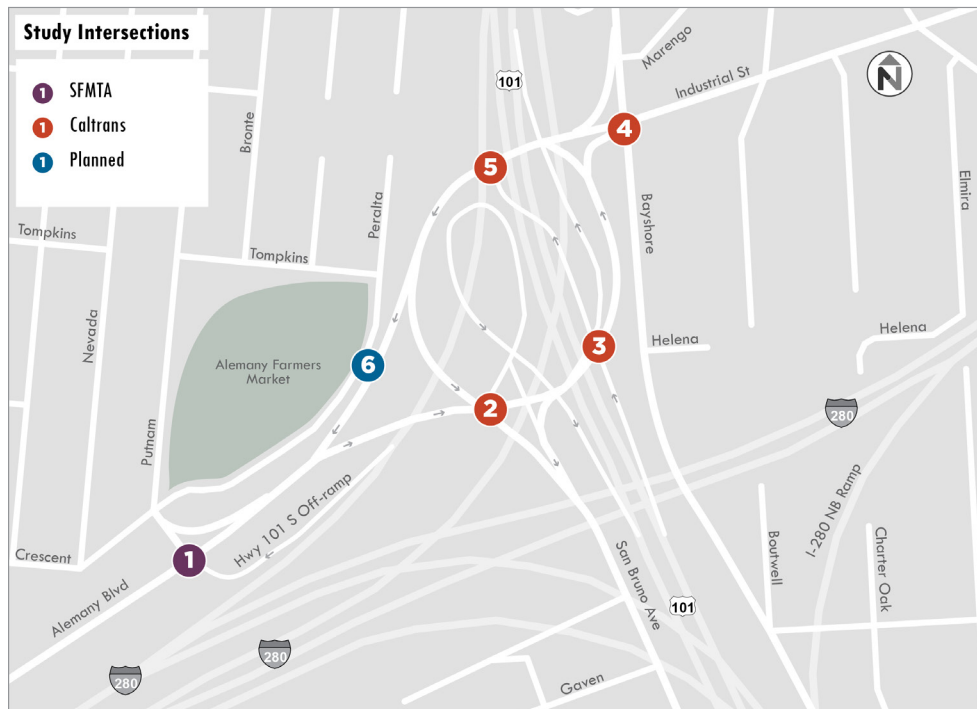 Study Intersections
1 SFMTA
1 Caltrans
1 Planned
101
Marengo
Industrial St
N
4
5
Bronte
Peralta
Bayshore
Elmira
Tompkins
Tompkins
Nevada
Alemany Farmers
Market
6
3
Helena
Helena
2
280
Putnam
Hwy 101 S Off-ramp
I-280 NB Ramp
Crescent
1
Alemany Blvd
San Bruno Ave
Boutwell
Charter Oak
101
280
280
Gaven